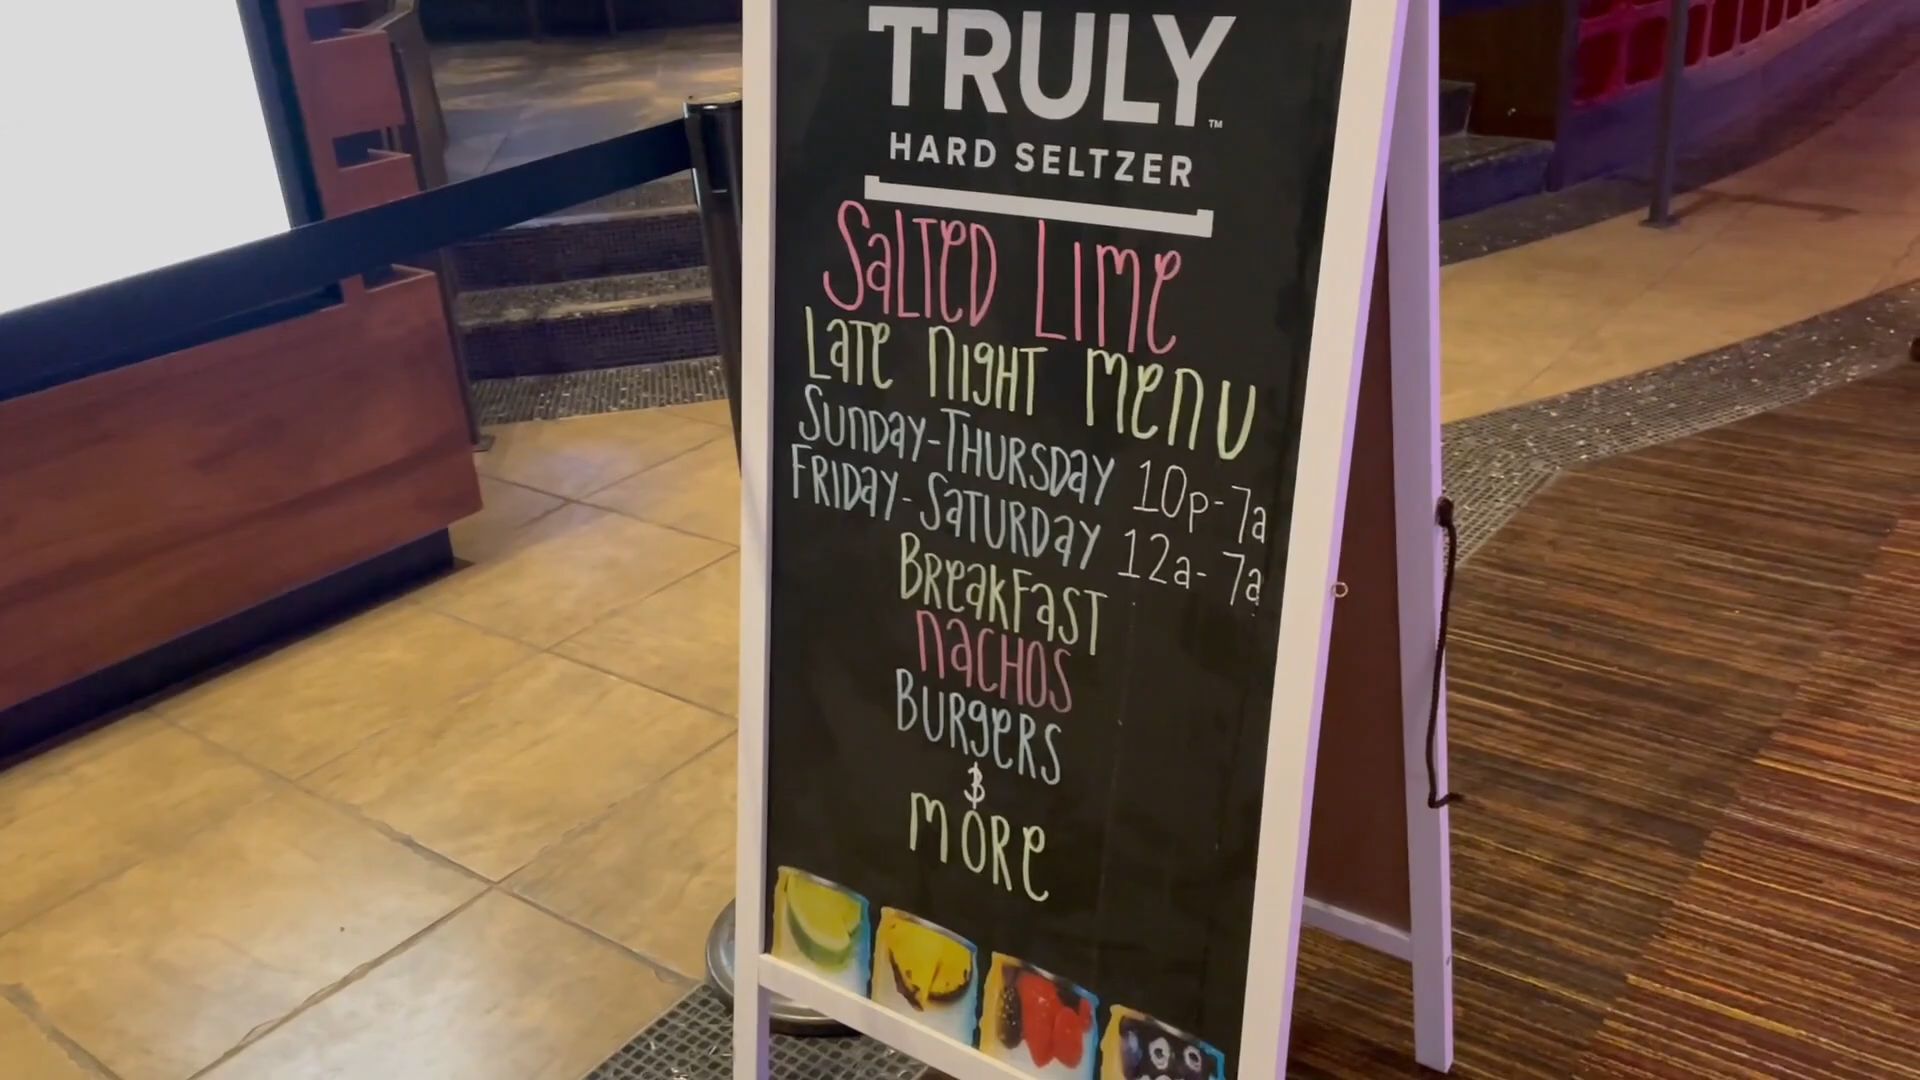 TRULY™
HARD SELTZER
SALTED LIME
LATE NIGHT MENU
SUNDAY-THURSDAY 10p-7a
FRIDAY-SATURDAY 12a-7a
BREAKFAST
NACHOS
BURGERS
&
MORE